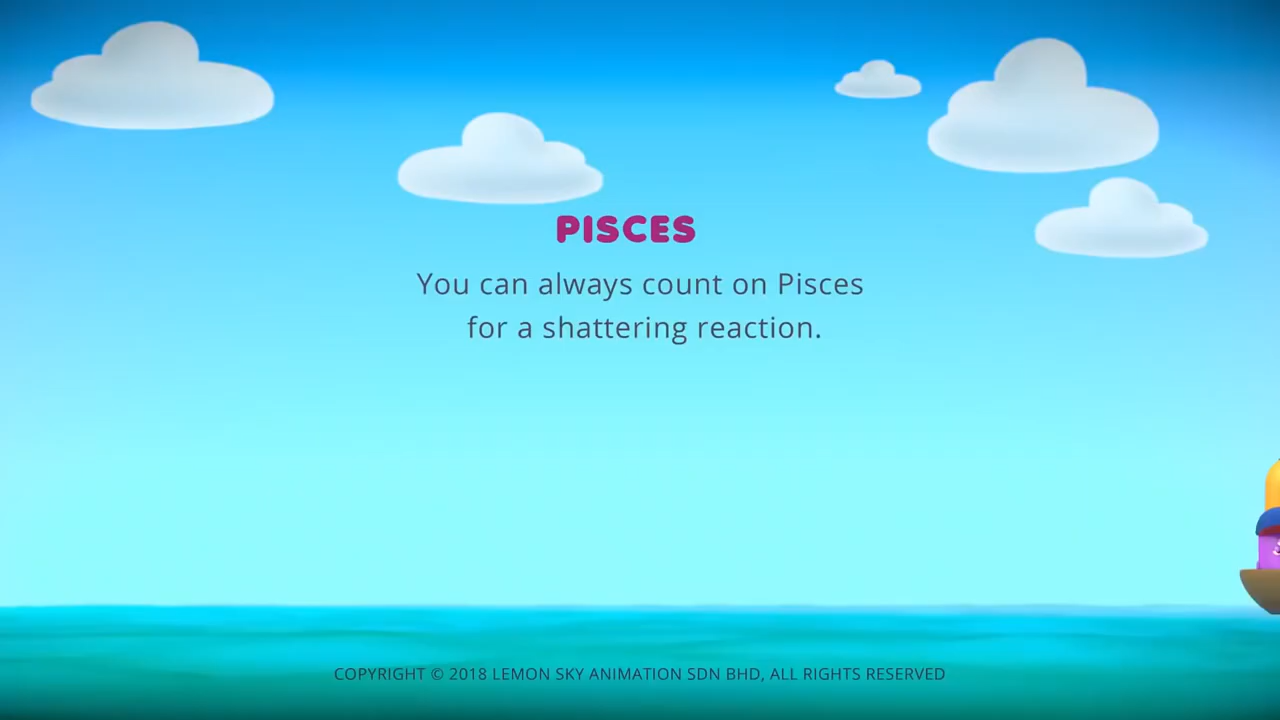 PISCES
You can always count on Pisces
for a shattering reaction.
COPYRIGHT © 2018 LEMON SKY ANIMATION SDN BHD, ALL RIGHTS RESERVED